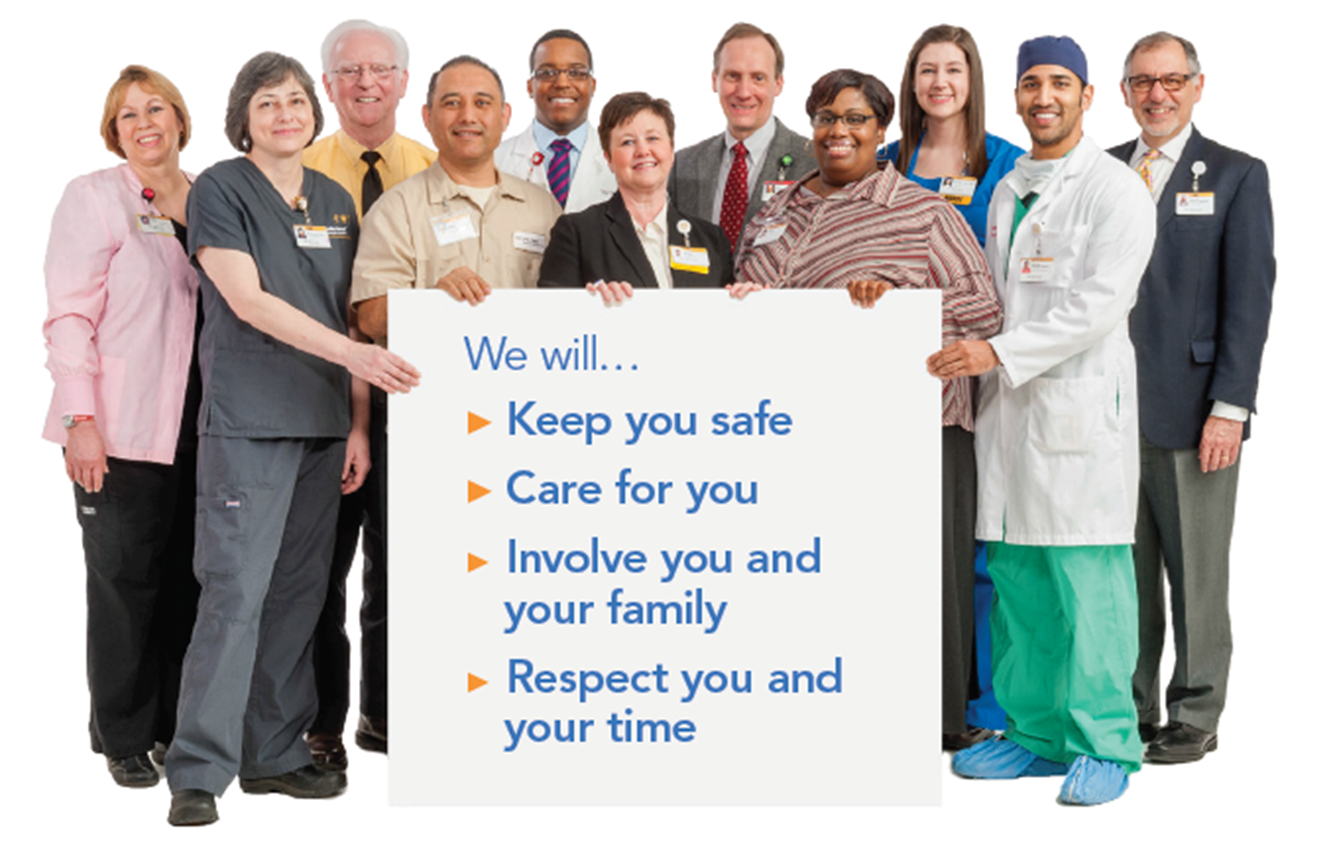 We will...
► Keep you safe
► Care for you
► Involve you and
your family
► Respect you and
your time